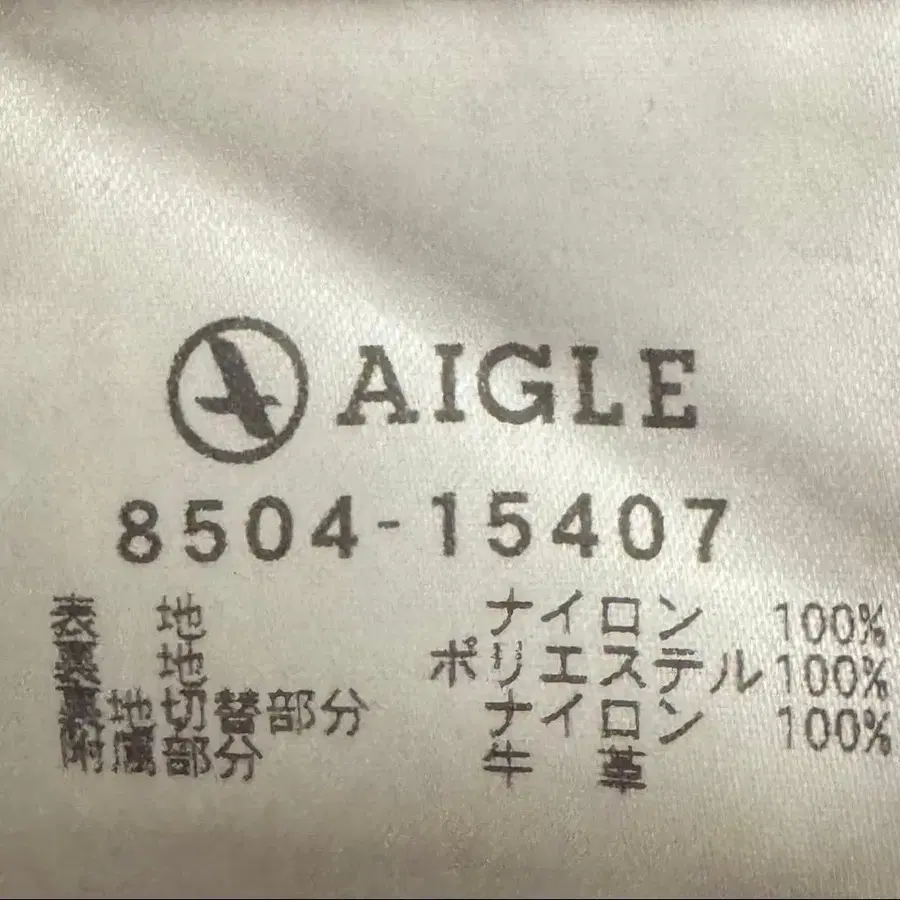 AIGLE
8504-15407
表地 ナイロン 100%
裏地 ポリエステル 100%
裏地切替部分 ナイロン 100%
附属部分 牛革